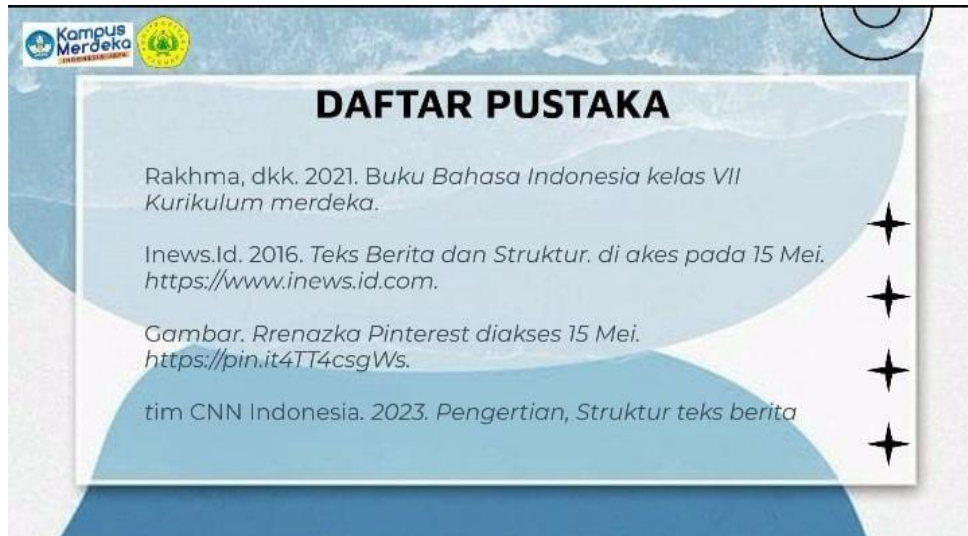 Kampus
Merdeka
INDONESIA JAYA
DAFTAR PUSTAKA
Rakhma, dkk. 2021. Buku Bahasa Indonesia kelas VII
Kurikulum merdeka.
Inews.Id. 2016. Teks Berita dan Struktur. di akes pada 15 Mei.
https://www.inews.id.com.
Gambar. Rrenazka Pinterest diakses 15 Mei.
https://pin.it4TT4csgWs.
tim CNN Indonesia. 2023. Pengertian, Struktur teks berita